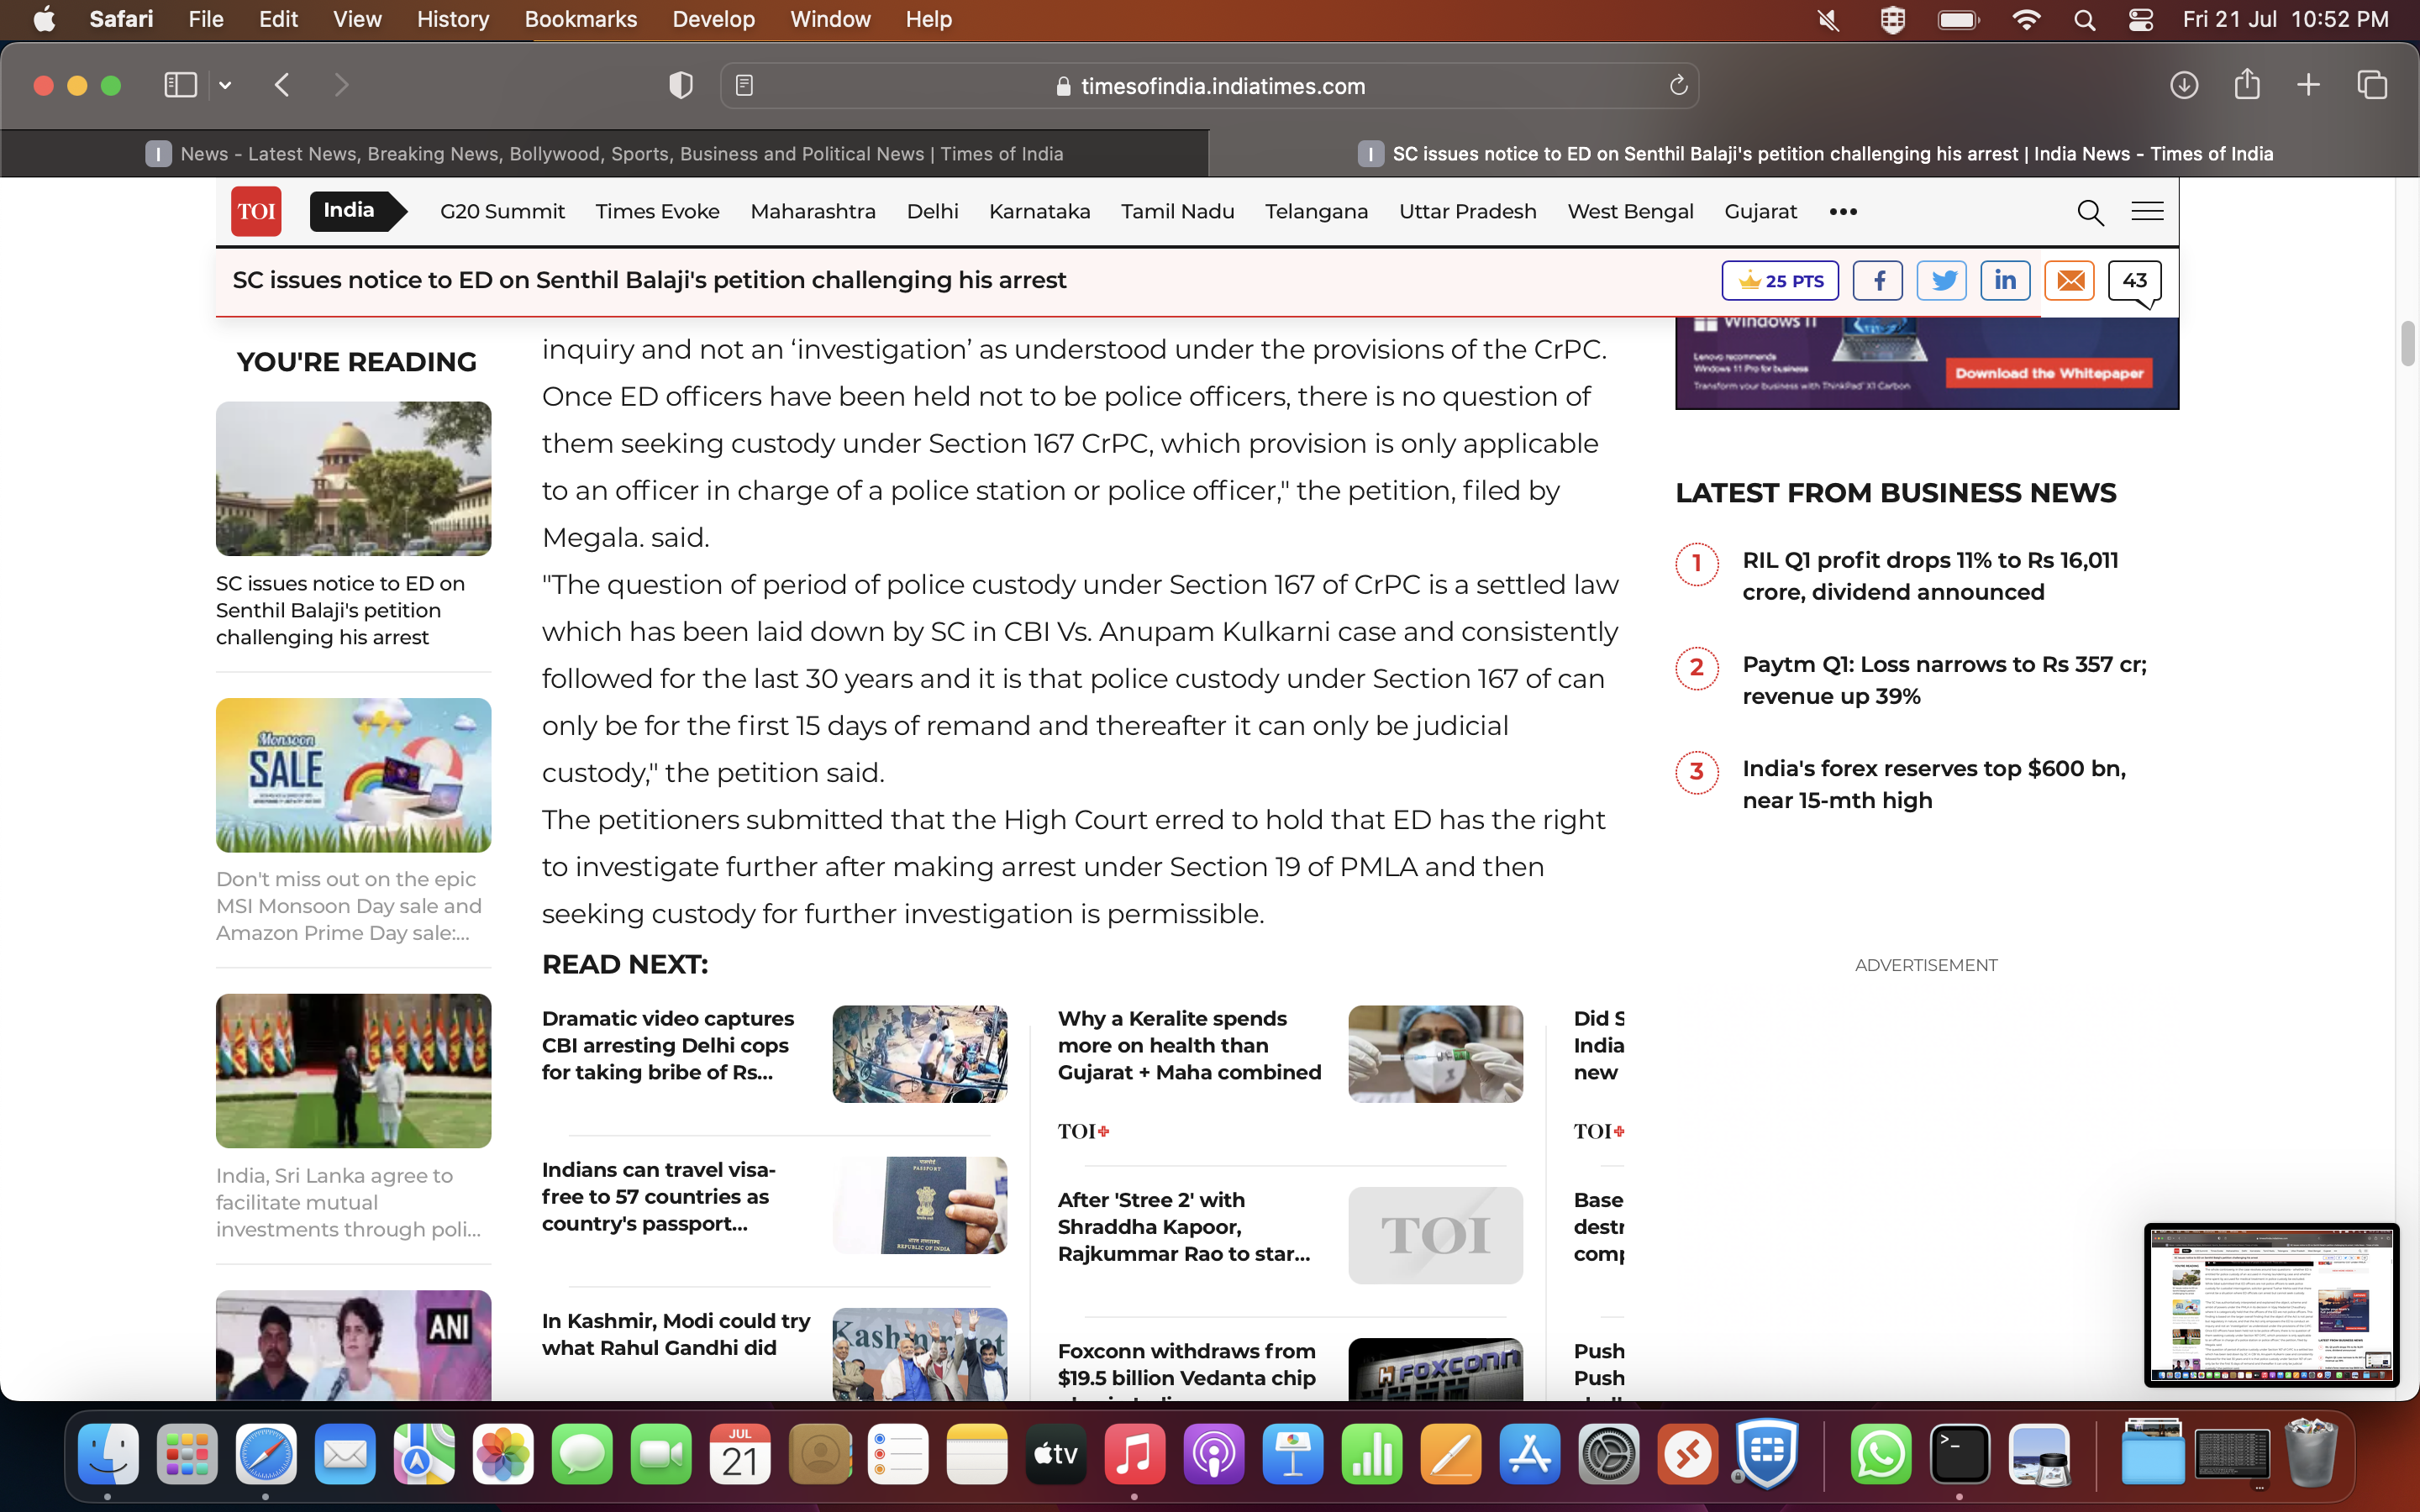 Safari File Edit View History Bookmarks Develop Window Help Fri 21 Jul 10:52 PM
timesofindia.indiatimes.com
I News - Latest News, Breaking News, Bollywood, Sports, Business and Political News | Times of India
I SC issues notice to ED on Senthil Balaji's petition challenging his arrest | India News - Times of India
TOI India G20 Summit Times Evoke Maharashtra Delhi Karnataka Tamil Nadu Telangana Uttar Pradesh West Bengal Gujarat •••
SC issues notice to ED on Senthil Balaji's petition challenging his arrest
25 PTS f in 43
YOU'RE READING
SC issues notice to ED on
Senthil Balaji's petition
challenging his arrest
Monsoon
SALE
Don't miss out on the epic
MSI Monsoon Day sale and
Amazon Prime Day sale:...
India, Sri Lanka agree to
facilitate mutual
investments through poli...
ANI
inquiry and not an ‘investigation’ as understood under the provisions of the CrPC.
Once ED officers have been held not to be police officers, there is no question of
them seeking custody under Section 167 CrPC, which provision is only applicable
to an officer in charge of a police station or police officer," the petition, filed by
Megala. said.
"The question of period of police custody under Section 167 of CrPC is a settled law
which has been laid down by SC in CBI Vs. Anupam Kulkarni case and consistently
followed for the last 30 years and it is that police custody under Section 167 of can
only be for the first 15 days of remand and thereafter it can only be judicial
custody," the petition said.
The petitioners submitted that the High Court erred to hold that ED has the right
to investigate further after making arrest under Section 19 of PMLA and then
seeking custody for further investigation is permissible.
READ NEXT:
Dramatic video captures
CBI arresting Delhi cops
for taking bribe of Rs...
Indians can travel visa-
free to 57 countries as
country's passport...
PASSPORT
REPUBLIC OF INDIA
In Kashmir, Modi could try
what Rahul Gandhi did
Why a Keralite spends
more on health than
Gujarat + Maha combined
TOI+
After 'Stree 2' with
Shraddha Kapoor,
Rajkummar Rao to star...
TOI
Foxconn withdraws from
$19.5 billion Vedanta chip
FOXCONN
Did S
India
new
TOI+
Base
destr
comp
Push
Push
Windows 11
Lenovo recommends
Windows 11 Pro for business
Transform your business with ThinkPad X1 Carbon
Download the Whitepaper
LATEST FROM BUSINESS NEWS
1 RIL Q1 profit drops 11% to Rs 16,011
crore, dividend announced
2 Paytm Q1: Loss narrows to Rs 357 cr;
revenue up 39%
3 India's forex reserves top $600 bn,
near 15-mth high
ADVERTISEMENT
JUL
21
tv